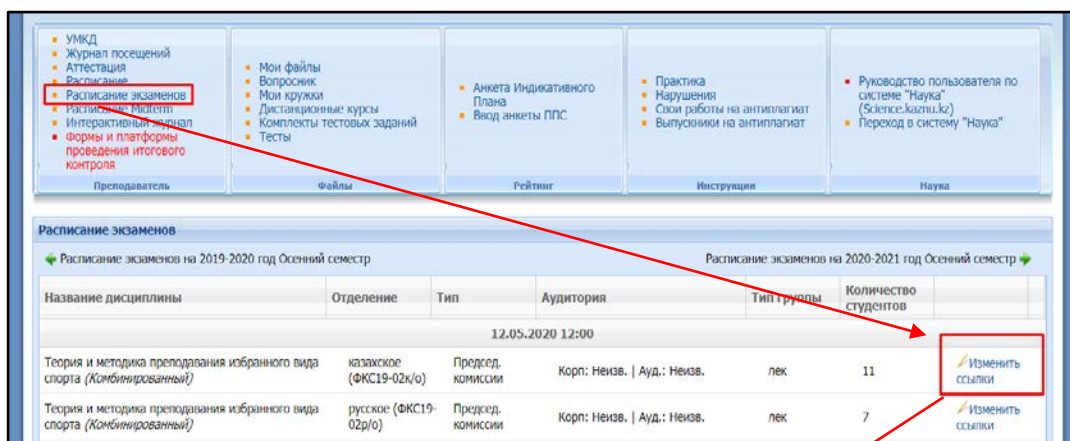 УМКД
Журнал посещений
Аттестация
Расписание
Расписание экзаменов
Расписание Midterm
Интерактивный журнал
Формы и платформы
проведения итогового
контроля
Преподаватель
Мои файлы
Вопросник
Мои кружки
Дистанционные курсы
Комплекты тестовых заданий
Тесты
Файлы
Анкета Индикативного
Плана
Ввод анкеты ППС
Рейтинг
Практика
Нарушения
Свои работы на антиплагиат
Выпускники на антиплагиат
Инструкции
Руководство пользователя по
системе "Наука"
(Science.kaznu.kz)
Переход в систему "Наука"
Наука
Расписание экзаменов
Расписание экзаменов на 2019-2020 год Осенний семестр
Расписание экзаменов на 2020-2021 год Осенний семестр
Название дисциплины Отделение Тип Аудитория Тип группы Количество
студентов
12.05.2020 12:00
Теория и методика преподавания избранного вида казахское Председ. Корп: Неизв. | Ауд.: Неизв. лек 11 Изменить
спорта (Комбинированный) (ФКС19-02к/о) комиссии ссылки
Теория и методика преподавания избранного вида русское (ФКС19- Председ. Корп: Неизв. | Ауд.: Неизв. лек 7 Изменить
спорта (Комбинированный) 02р/о) комиссии ссылки